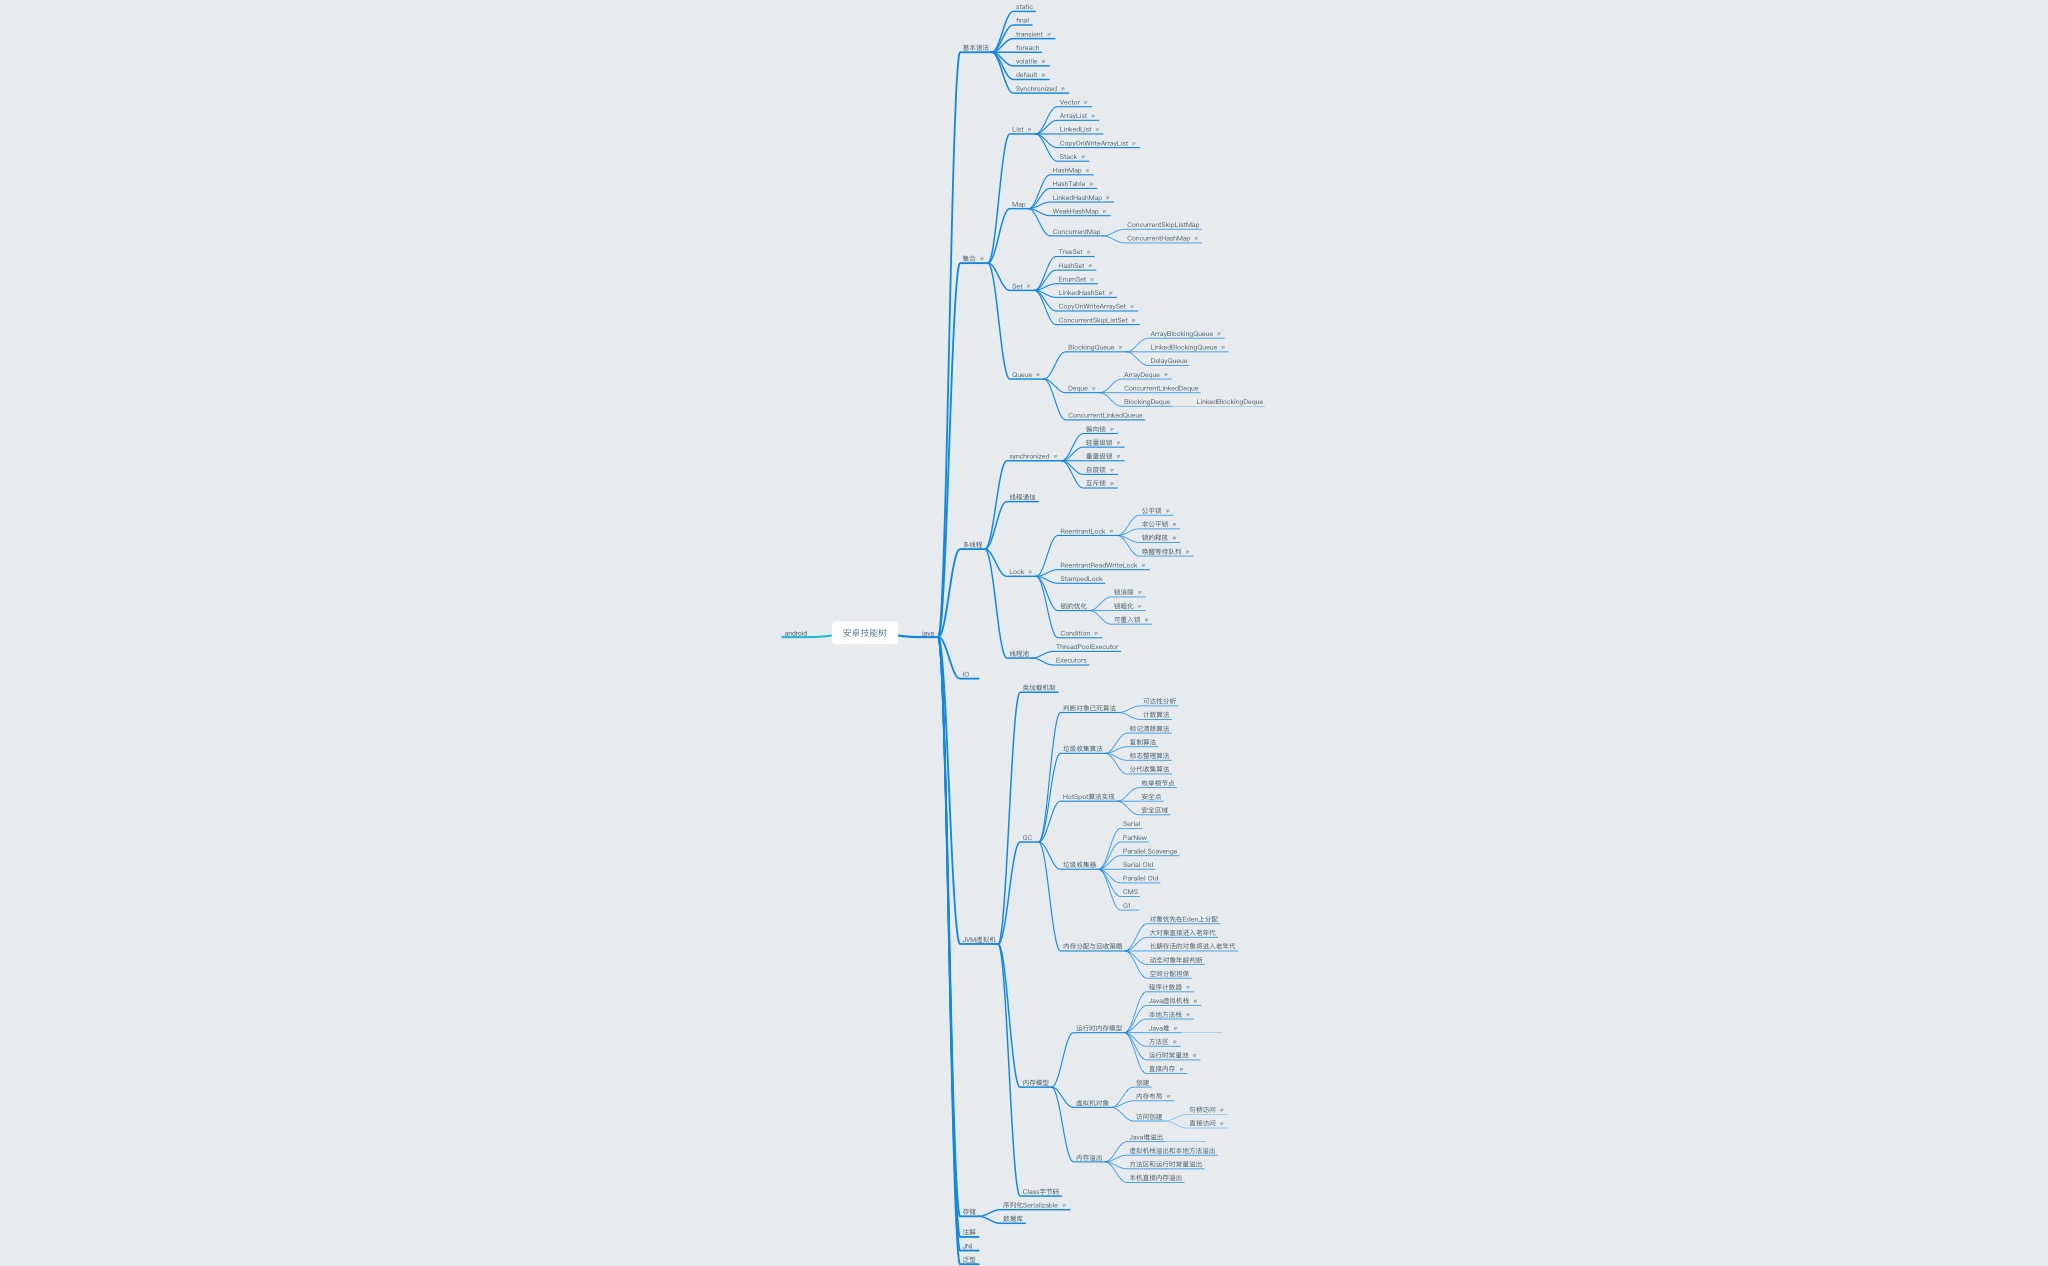 android
安卓技能树
java
基本语法
static
final
transient
foreach
volatile
default
Synchronized
集合
List
Vector
ArrayList
LinkedList
CopyOnWriteArrayList
Stack
Map
HashMap
HashTable
LinkedHashMap
WeakHashMap
ConcurrentMap
ConcurrentSkipListMap
ConcurrentHashMap
Set
TreeSet
HashSet
EnumSet
LinkedHashSet
CopyOnWriteArraySet
ConcurrentSkipListSet
Queue
BlockingQueue
ArrayBlockingQueue
LinkedBlockingQueue
DelayQueue
Deque
ArrayDeque
ConcurrentLinkedDeque
BlockingDeque
LinkedBlockingDeque
ConcurrentLinkedQueue
多线程
synchronized
偏向锁
轻量级锁
重量级锁
自旋锁
互斥锁
线程通信
Lock
ReentrantLock
公平锁
非公平锁
锁的释放
唤醒等待队列
ReentrantReadWriteLock
StampedLock
锁的优化
锁消除
锁粗化
可重入锁
Condition
线程池
ThreadPoolExecutor
Executors
IO
JVM虚拟机
类加载机制
GC
判断对象已死算法
可达性分析
计数算法
垃圾收集算法
标记清除算法
复制算法
标志整理算法
分代收集算法
HotSpot算法实现
枚举根节点
安全点
安全区域
垃圾收集器
Serial
ParNew
Parallel Scavenge
Serial Old
Parallel Old
CMS
G1
内存分配与回收策略
对象优先在Eden上分配
大对象直接进入老年代
长期存活的对象将进入老年代
动态对象年龄判断
空间分配担保
内存模型
运行时内存模型
程序计数器
Java虚拟机栈
本地方法栈
Java堆
方法区
运行时常量池
直接内存
虚拟机对象
创建
内存布局
访问创建
句柄访问
直接访问
内存溢出
Java堆溢出
虚拟机栈溢出和本地方法溢出
方法区和运行时常量溢出
本机直接内存溢出
Class字节码
存储
序列化Serializable
数据库
注解
JNI
泛型